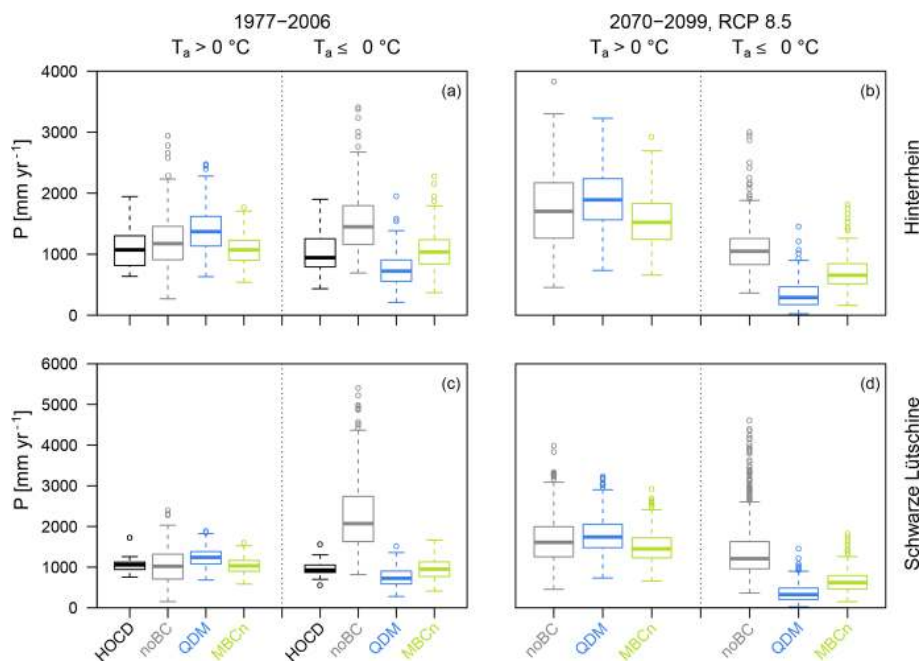 1977−2006
2070−2099, RCP 8.5
Ta > 0 °C
Ta ≤ 0 °C
Ta > 0 °C
Ta ≤ 0 °C
P [mm yr−1]
4000
3000
2000
1000
0
(a)
(b)
Hinterrhein
P [mm yr−1]
6000
5000
4000
3000
2000
1000
0
(c)
(d)
Schwarze Lütschine
HOCD
noBC
QDM
MBCn
HOCD
noBC
QDM
MBCn
noBC
QDM
MBCn
noBC
QDM
MBCn